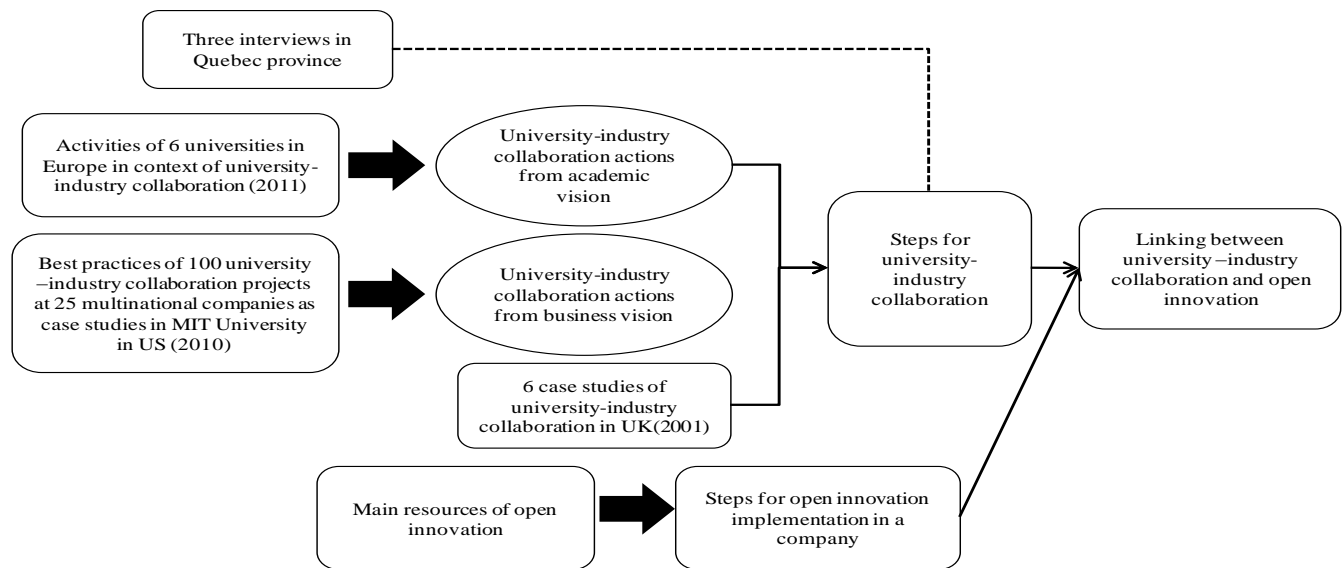 Three interviews in
Quebec province
Activities of 6 universities in
Europe in context of university-
industry collaboration (2011)
University-industry
collaboration actions
from academic
vision
Best practices of 100 university
–industry collaboration projects
at 25 multinational companies as
case studies in MIT University
in US (2010)
University-industry
collaboration actions
from business vision
6 case studies of
university-industry
collaboration in UK(2001)
Steps for
university-
industry
collaboration
Linking between
university –industry
collaboration and open
innovation
Main resources of open
innovation
Steps for open innovation
implementation in a
company